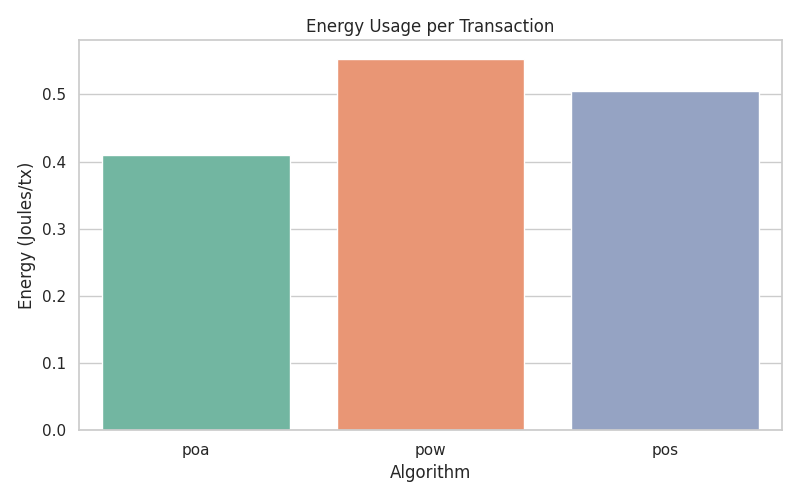 Energy Usage per Transaction
Energy (Joules/tx)
0.5
0.4
0.3
0.2
0.1
0.0
poa pow pos
Algorithm